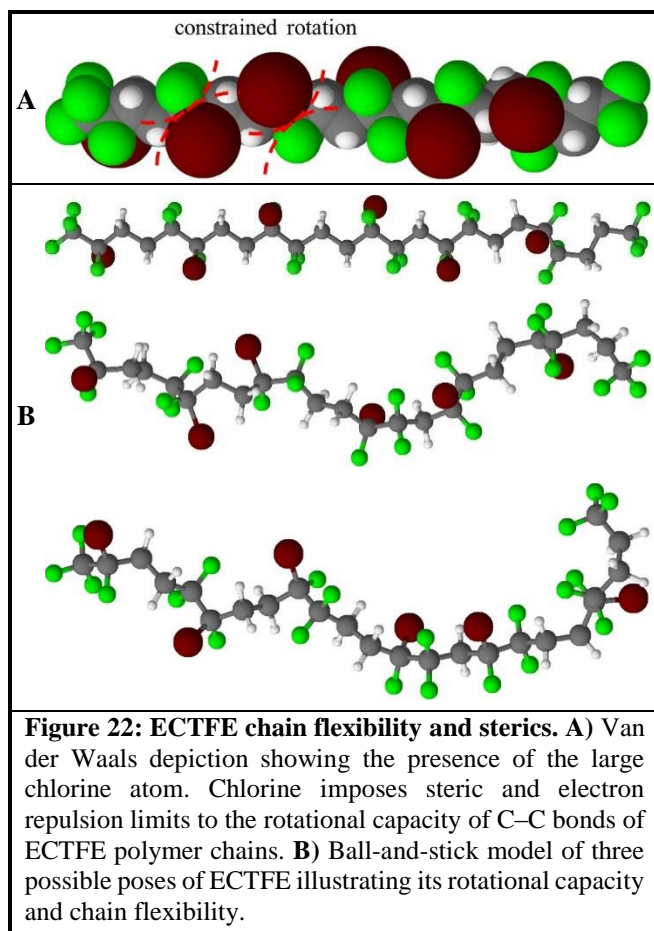 constrained rotation
A
B
Figure 22: ECTFE chain flexibility and sterics. A) Van
der Waals depiction showing the presence of the large
chlorine atom. Chlorine imposes steric and electron
repulsion limits to the rotational capacity of C–C bonds of
ECTFE polymer chains. B) Ball-and-stick model of three
possible poses of ECTFE illustrating its rotational capacity
and chain flexibility.